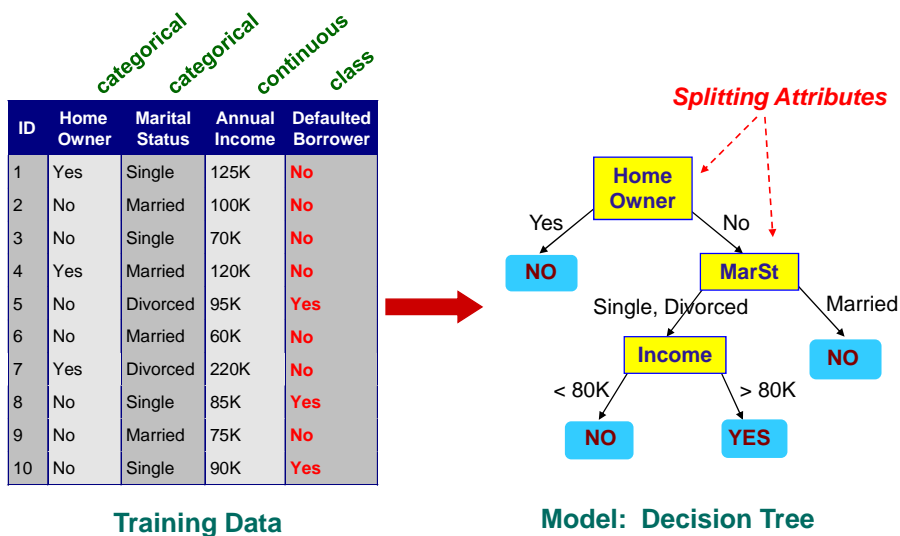 categorical
categorical
continuous
class
ID Home Owner Marital Status Annual Income Defaulted Borrower
1 Yes Single 125K No
2 No Married 100K No
3 No Single 70K No
4 Yes Married 120K No
5 No Divorced 95K Yes
6 No Married 60K No
7 Yes Divorced 220K No
8 No Single 85K Yes
9 No Married 75K No
10 No Single 90K Yes
Training Data
Splitting Attributes
Home
Owner
Yes No
NO MarSt
Single, Divorced Married
Income NO
< 80K > 80K
NO YES
Model: Decision Tree